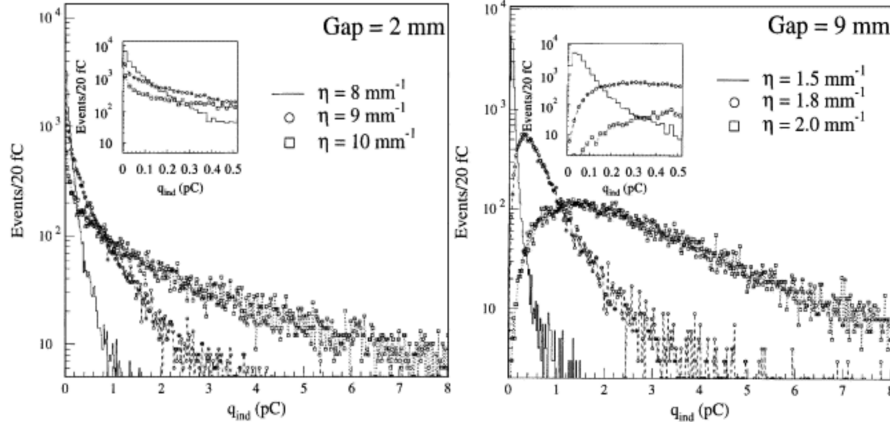 Gap = 2 mm
η = 8 mm-1
η = 9 mm-1
η = 10 mm-1
Events/20 fC
10^4
10^3
10^2
10
Events/20 fC
10^4
10^3
10^2
10
0 0.1 0.2 0.3 0.4 0.5
qind (pC)
0 1 2 3 4 5 6 7 8
qind (pC)
Gap = 9 mm
η = 1.5 mm-1
η = 1.8 mm-1
η = 2.0 mm-1
Events/20 fC
10^4
10^3
10^2
10
Events/20 fC
10^4
10^3
10^2
10
0 0.1 0.2 0.3 0.4 0.5
qind (pC)
0 1 2 3 4 5 6 7 8
qind (pC)